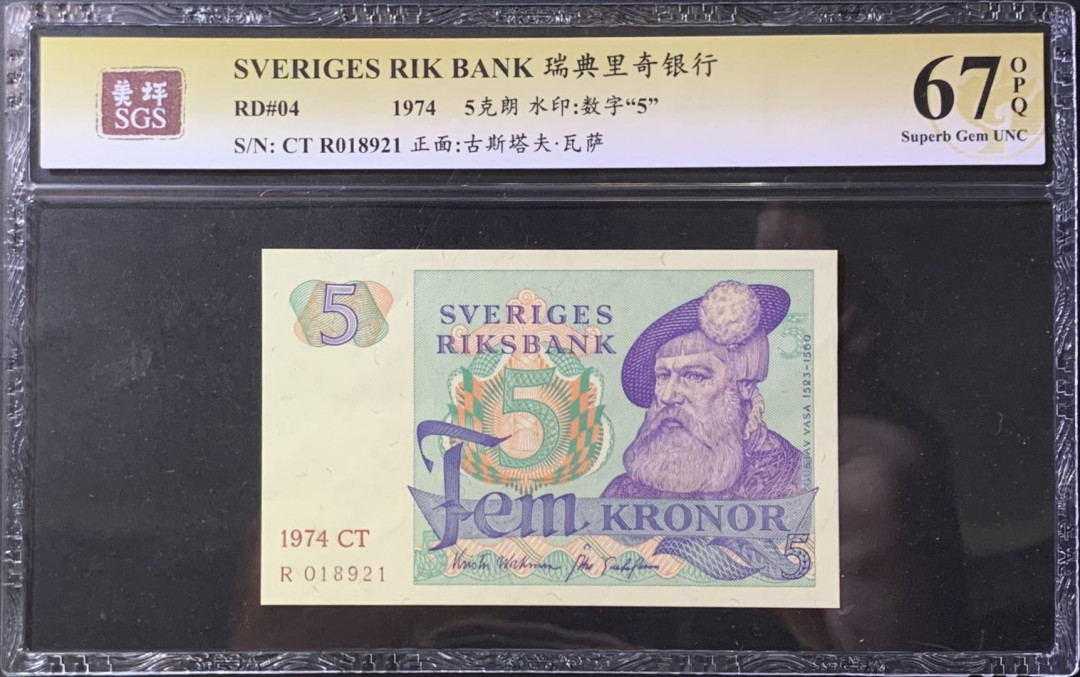 SVERIGES RIK BANK 瑞典里奇银行
RD#04 1974 5克朗 水印:数字“5”
S/N: CT R018921 正面:古斯塔夫·瓦萨
美评
SGS
67
OPQ
Superb Gem UNC
5
SVERIGES
RIKSBANK
5
5
GUSTAV VASA 1523-1560
Fem KRONOR
1974 CT
R 018921
5